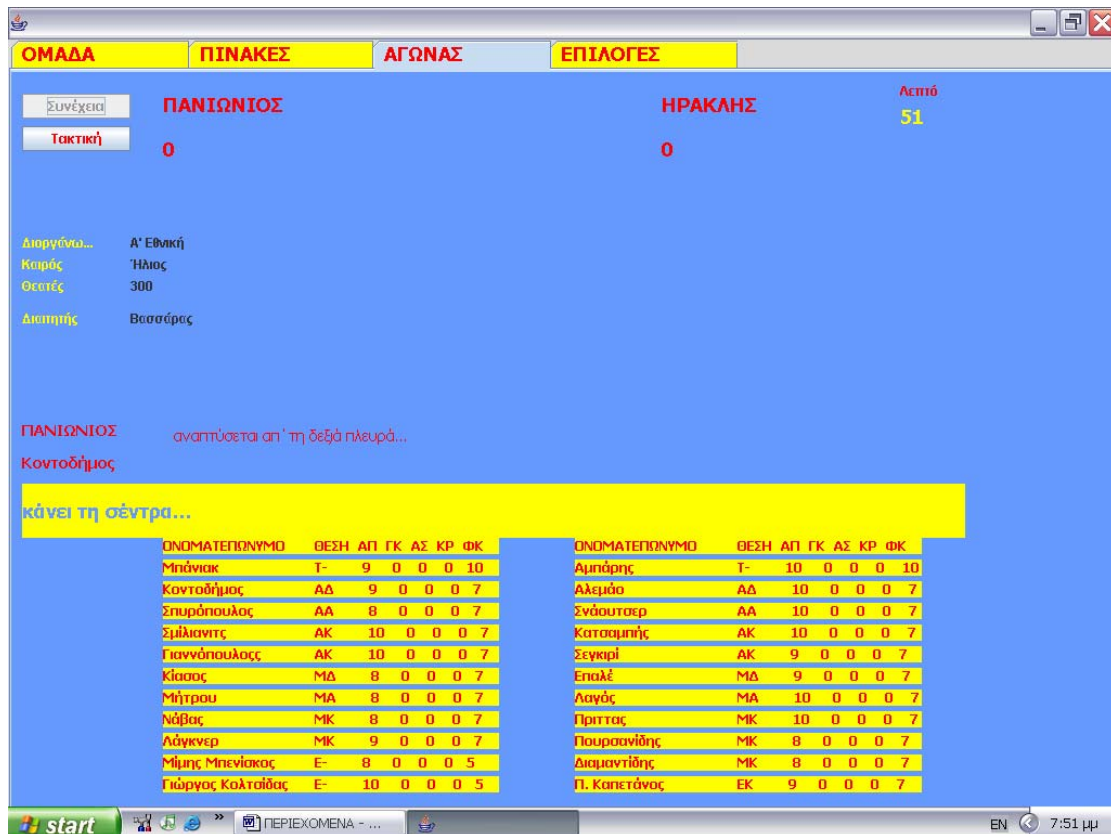 ΟΜΑΔΑ ΠΙΝΑΚΕΣ ΑΓΩΝΑΣ ΕΠΙΛΟΓΕΣ
Συνέχεια ΠΑΝΙΩΝΙΟΣ ΗΡΑΚΛΗΣ Λεπτό
51
Τακτική 0 0
Διοργάνω... Α' Εθνική
Καιρός Ήλιος
Θεατές 300
Διαιτητής Βασσάρας
ΠΑΝΙΩΝΙΟΣ αναπτύσεται απ΄τη δεξιά πλευρά...
Κοντοδήμος
κάνει τη σέντρα...
ΟΝΟΜΑΤΕΠΩΝΥΜΟ ΘΕΣΗ ΑΠ ΓΚ ΑΣ ΚΡ ΦΚ ΟΝΟΜΑΤΕΠΩΝΥΜΟ ΘΕΣΗ ΑΠ ΓΚ ΑΣ ΚΡ ΦΚ
Μπάνιακ Τ- 9 0 0 0 10 Αμπάρης Τ- 10 0 0 0 10
Κοντοδήμος ΑΔ 9 0 0 0 7 Αλεμάο ΑΔ 10 0 0 0 7
Σπυρόπουλος ΑΑ 8 0 0 0 7 Σνάουτσερ ΑΑ 10 0 0 0 7
Σμίλιανιτς ΑΚ 10 0 0 0 7 Κατσαμπής ΑΚ 10 0 0 0 7
Γιαννόπουλοςς ΑΚ 10 0 0 0 7 Σεγκιρί ΑΚ 9 0 0 0 7
Κίασος ΜΔ 8 0 0 0 7 Επαλέ ΜΔ 9 0 0 0 7
Μήτρου ΜΑ 8 0 0 0 7 Λαγός ΜΑ 10 0 0 0 7
Νάβας ΜΚ 8 0 0 0 7 Πριττας ΜΚ 10 0 0 0 7
Λάγκνερ ΜΚ 9 0 0 0 7 Πουρσανίδης ΜΚ 8 0 0 0 7
Μίμης Μπενίσκος Ε- 8 0 0 0 5 Διαμαντίδης ΜΚ 8 0 0 0 7
Γιώργος Κολτσίδας Ε- 10 0 0 0 5 Π. Καπετάνος ΕΚ 9 0 0 0 7
start » ΠΕΡΙΕΧΟΜΕΝΑ - ... EN 7:51 μμ